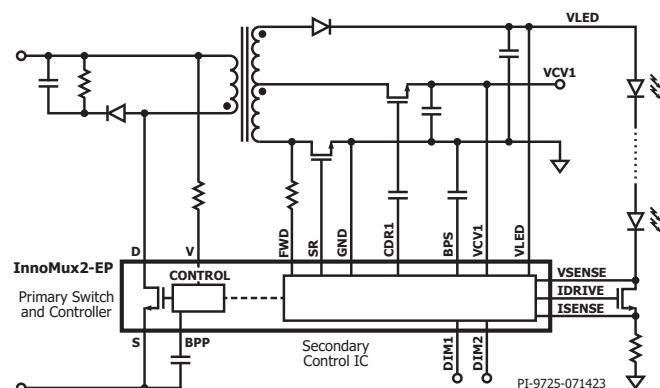 VLED
VCV1
D
V
FWD
SR
GND
CDR1
BPS
VCV1
VLED
InnoMux2-EP
Primary Switch
and Controller
CONTROL
VSENSE
IDRIVE
ISENSE
S
BPP
Secondary
Control IC
DIM1
DIM2
PI-9725-071423